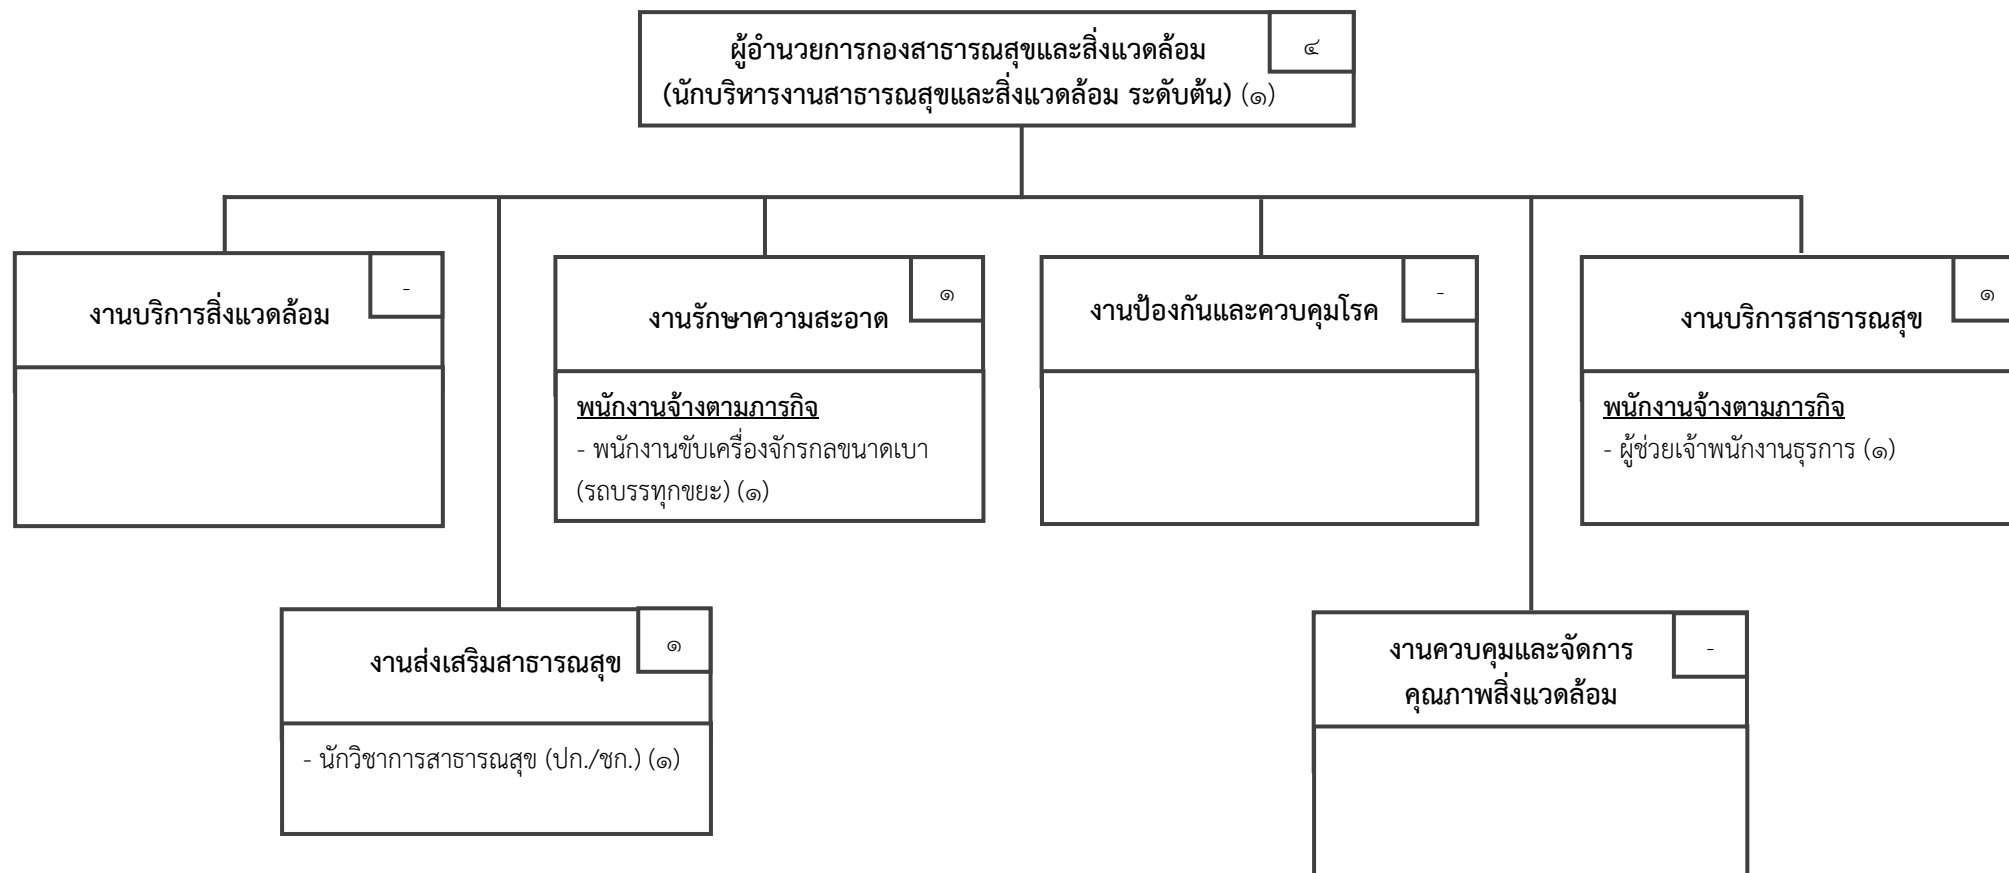 ผู้อำนวยการกองสาธารณสุขและสิ่งแวดล้อม
๔
(นักบริหารงานสาธารณสุขและสิ่งแวดล้อม ระดับต้น) (๑)
งานบริการสิ่งแวดล้อม
-
งานรักษาความสะอาด
๑
พนักงานจ้างตามภารกิจ
- พนักงานขับเครื่องจักรกลขนาดเบา
(รถบรรทุกขยะ) (๑)
งานป้องกันและควบคุมโรค
-
งานบริการสาธารณสุข
๑
พนักงานจ้างตามภารกิจ
- ผู้ช่วยเจ้าพนักงานธุรการ (๑)
งานส่งเสริมสาธารณสุข
๑
- นักวิชาการสาธารณสุข (ปก./ชก.) (๑)
งานควบคุมและจัดการ
คุณภาพสิ่งแวดล้อม
-